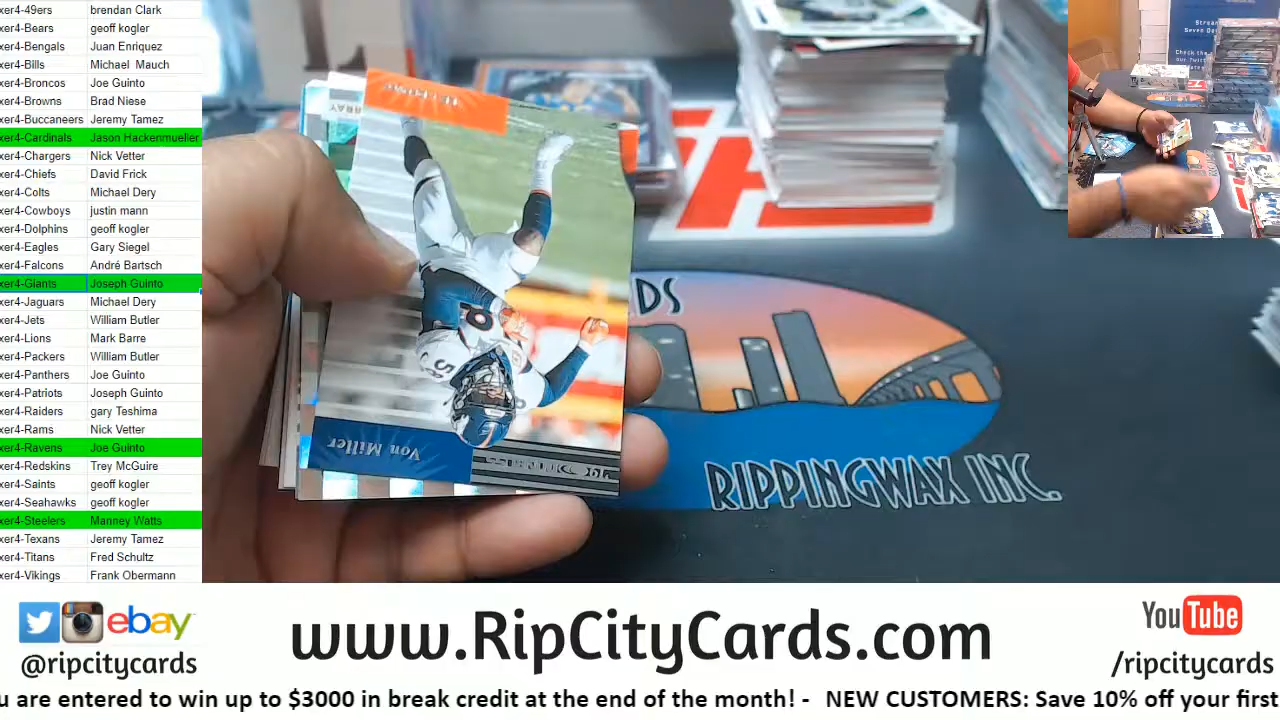 xer4-49ers brendan Clark
xer4-Bears geoff kogler
xer4-Bengals Juan Enriquez
xer4-Bills Michael Mauch
xer4-Broncos Joe Guinto
xer4-Browns Brad Niese
xer4-Buccaneers Jeremy Tamez
xer4-Cardinals Jason Hackenmueller
xer4-Chargers Nick Vetter
xer4-Chiefs David Frick
xer4-Colts Michael Dery
xer4-Cowboys justin mann
xer4-Dolphins geoff kogler
xer4-Eagles Gary Siegel
xer4-Falcons André Bartsch
xer4-Giants Joseph Guinto
xer4-Jaguars Michael Dery
xer4-Jets William Butler
xer4-Lions Mark Barre
xer4-Packers William Butler
xer4-Panthers Joe Guinto
xer4-Patriots Joseph Guinto
xer4-Raiders gary Teshima
xer4-Rams Nick Vetter
xer4-Ravens Joe Guinto
xer4-Redskins Trey McGuire
xer4-Saints geoff kogler
xer4-Seahawks geoff kogler
xer4-Steelers Manney Watts
xer4-Texans Jeremy Tamez
xer4-Titans Fred Schultz
xer4-Vikings Frank Obermann
Von Miller
58
RDS
RIPPINGWAX INC.
Check the
ebay
@ripcitycards
www.RipCityCards.com
YouTube
/ripcitycards
u are entered to win up to $3000 in break credit at the end of the month! - NEW CUSTOMERS: Save 10% off your first